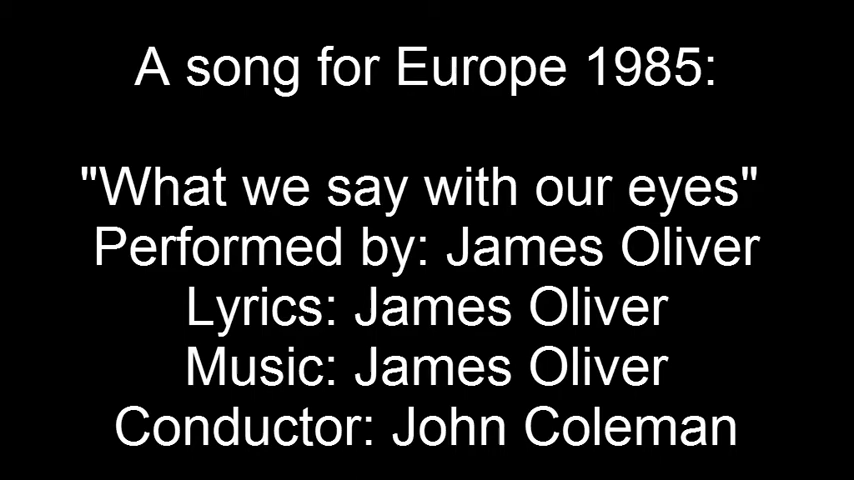 A song for Europe 1985:
"What we say with our eyes"
Performed by: James Oliver
Lyrics: James Oliver
Music: James Oliver
Conductor: John Coleman